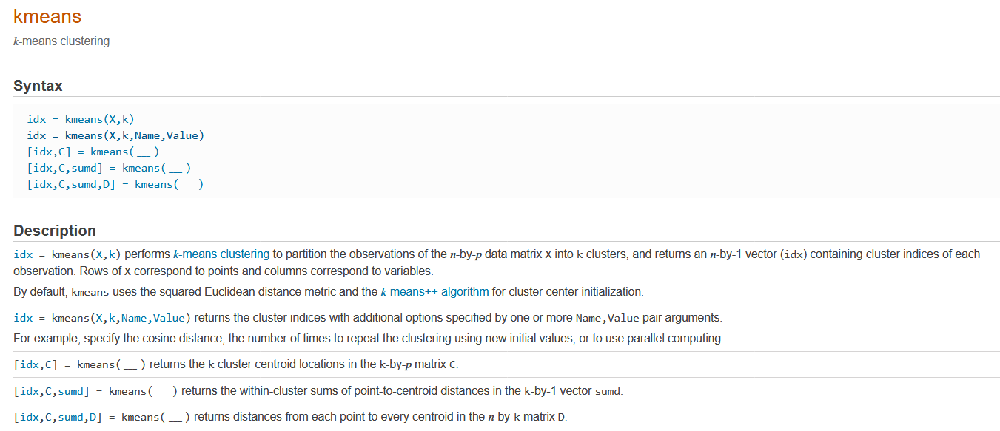 kmeans
k-means clustering
Syntax
idx = kmeans(X,k)
idx = kmeans(X,k,Name,Value)
[idx,C] = kmeans( __ )
[idx,C,sumd] = kmeans( __ )
[idx,C,sumd,D] = kmeans( __ )
Description
idx = kmeans(X,k) performs k-means clustering to partition the observations of the n-by-p data matrix X into k clusters, and returns an n-by-1 vector (idx) containing cluster indices of each
observation. Rows of X correspond to points and columns correspond to variables.
By default, kmeans uses the squared Euclidean distance metric and the k-means++ algorithm for cluster center initialization.
idx = kmeans(X,k,Name,Value) returns the cluster indices with additional options specified by one or more Name,Value pair arguments.
For example, specify the cosine distance, the number of times to repeat the clustering using new initial values, or to use parallel computing.
[idx,C] = kmeans( __ ) returns the k cluster centroid locations in the k-by-p matrix C.
[idx,C,sumd] = kmeans( __ ) returns the within-cluster sums of point-to-centroid distances in the k-by-1 vector sumd.
[idx,C,sumd,D] = kmeans( __ ) returns distances from each point to every centroid in the n-by-k matrix D.